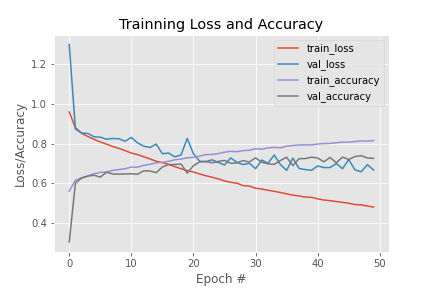 Trainning Loss and Accuracy
train_loss
val_loss
train_accuracy
val_accuracy
Loss/Accuracy
1.2
1.0
0.8
0.6
0.4
0 10 20 30 40 50
Epoch #